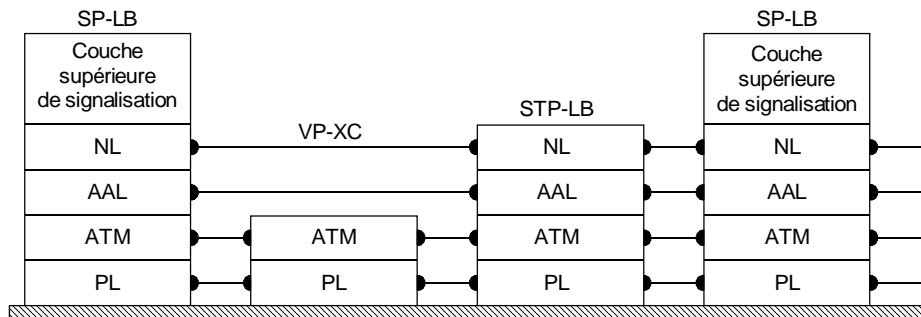 SP-LB
Couche
supérieure
de signalisation
NL
AAL
ATM
PL
VP-XC
ATM
PL
STP-LB
NL
AAL
ATM
PL
SP-LB
Couche
supérieure
de signalisation
NL
AAL
ATM
PL